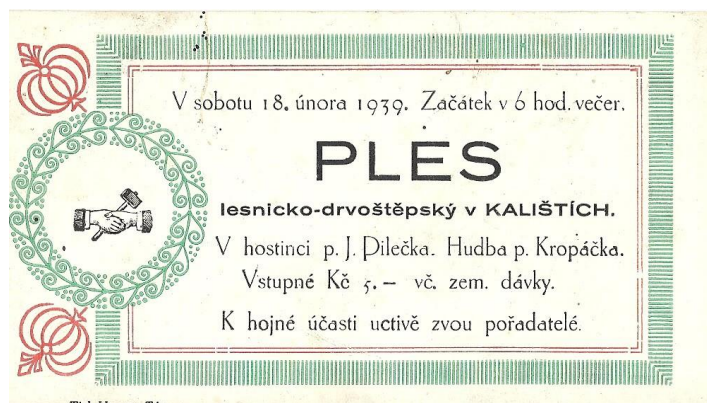 V sobotu 18. února 1939. Začátek v 6 hod. večer.
PLES
lesnicko-drvoštěpský v KALIŠTÍCH.
V hostinci p. J. Pilečka. Hudba p. Kropáčka.
Vstupné Kč 5.— vč. zem. dávky.
K hojné účasti uctivě zvou pořadatelé.